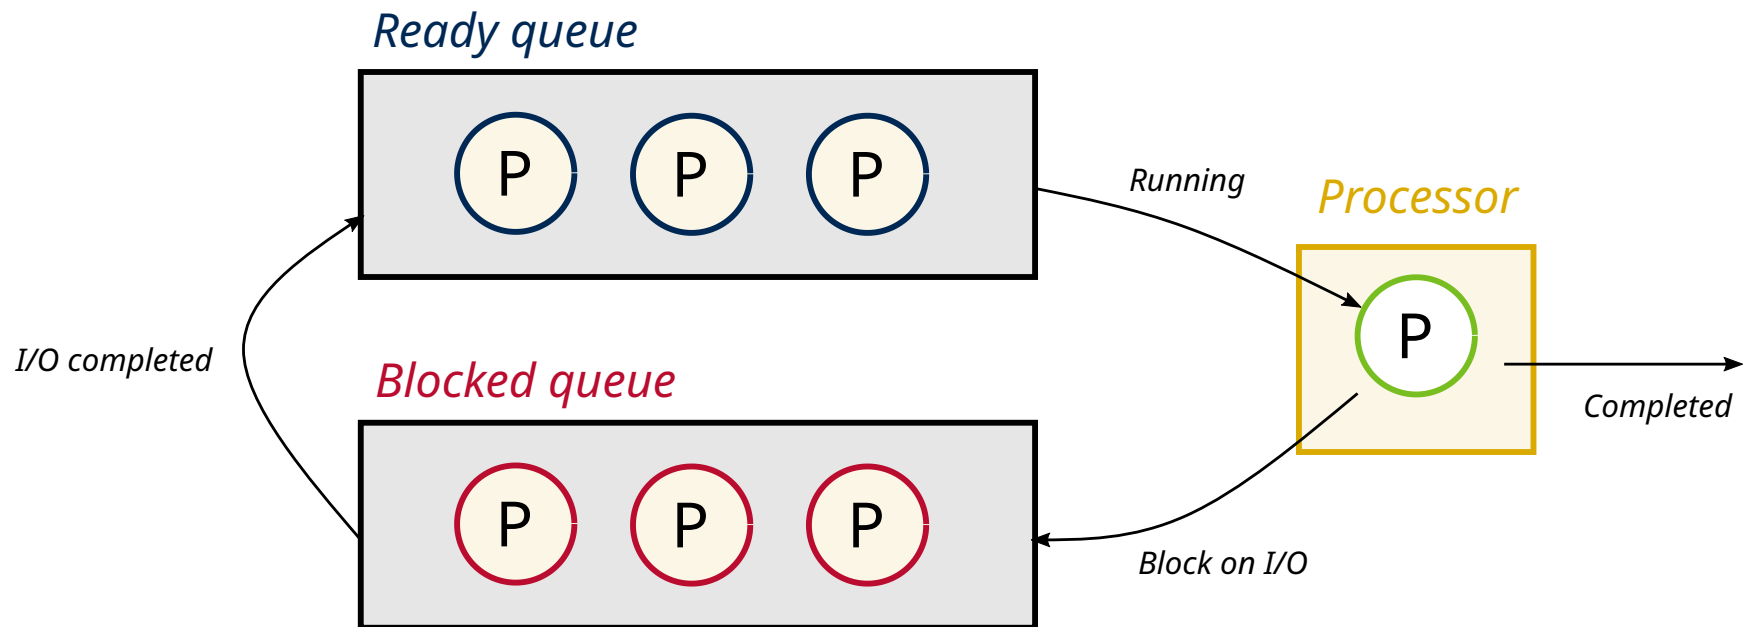 Ready queue
P P P
Running
Processor
P
I/O completed
Blocked queue
Completed
P P P
Block on I/O